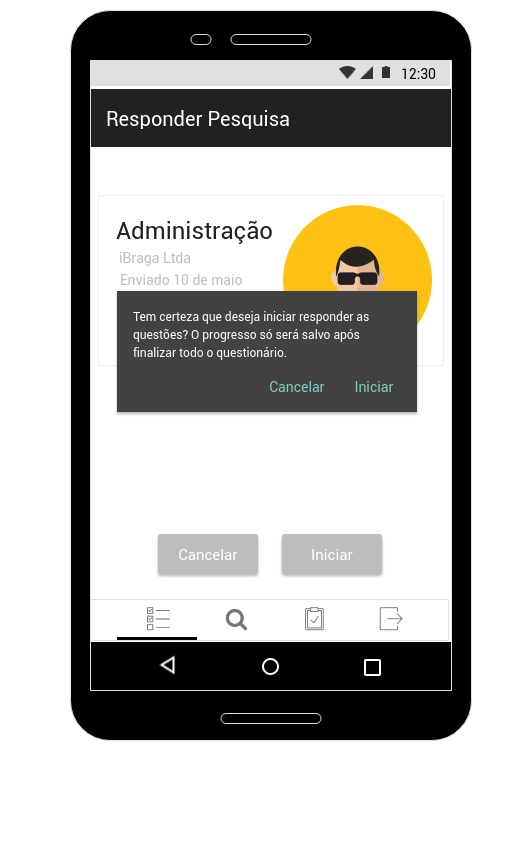 12:30
Responder Pesquisa
Administração
iBraga Ltda
Enviado 10 de maio
Tem certeza que deseja iniciar responder as
questões? O progresso só será salvo após
finalizar todo o questionário.
Cancelar Iniciar
Cancelar Iniciar